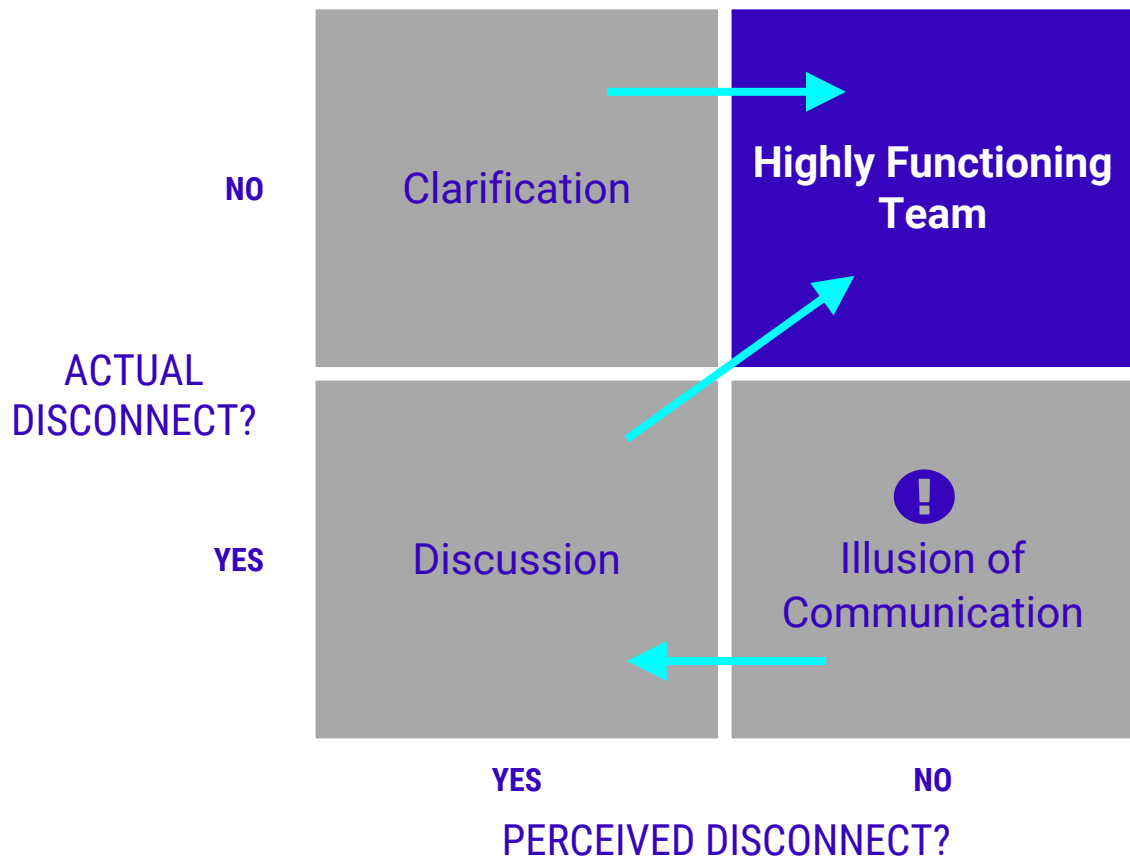 NO
Clarification
Highly Functioning
Team
ACTUAL
DISCONNECT?
YES
Discussion
!
Illusion of
Communication
YES
NO
PERCEIVED DISCONNECT?